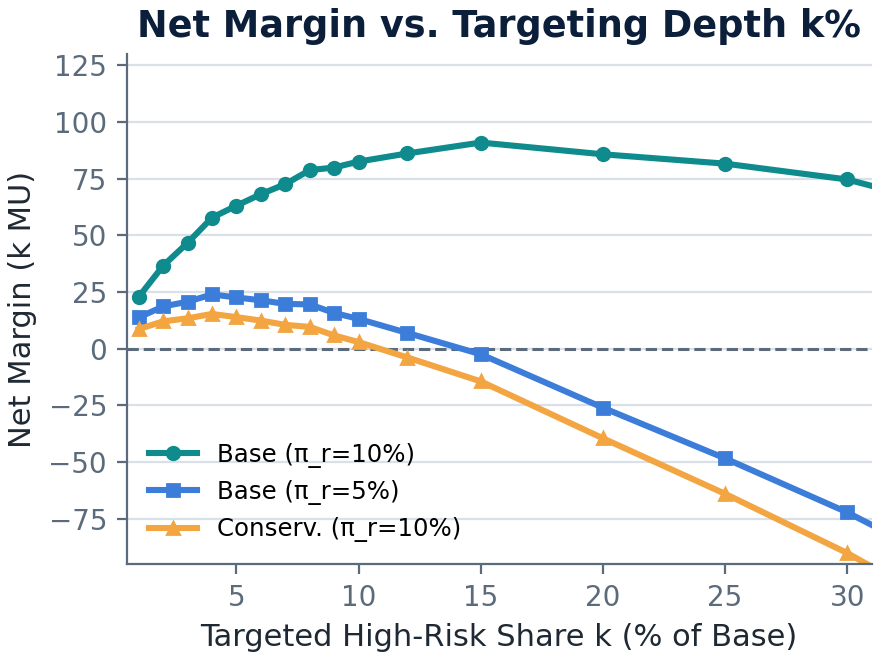 Net Margin vs. Targeting Depth k%
Net Margin (k MU)
125
100
75
50
25
0
−25
−50
−75
Base (π_r=10%)
Base (π_r=5%)
Conserv. (π_r=10%)
5
10
15
20
25
30
Targeted High-Risk Share k (% of Base)